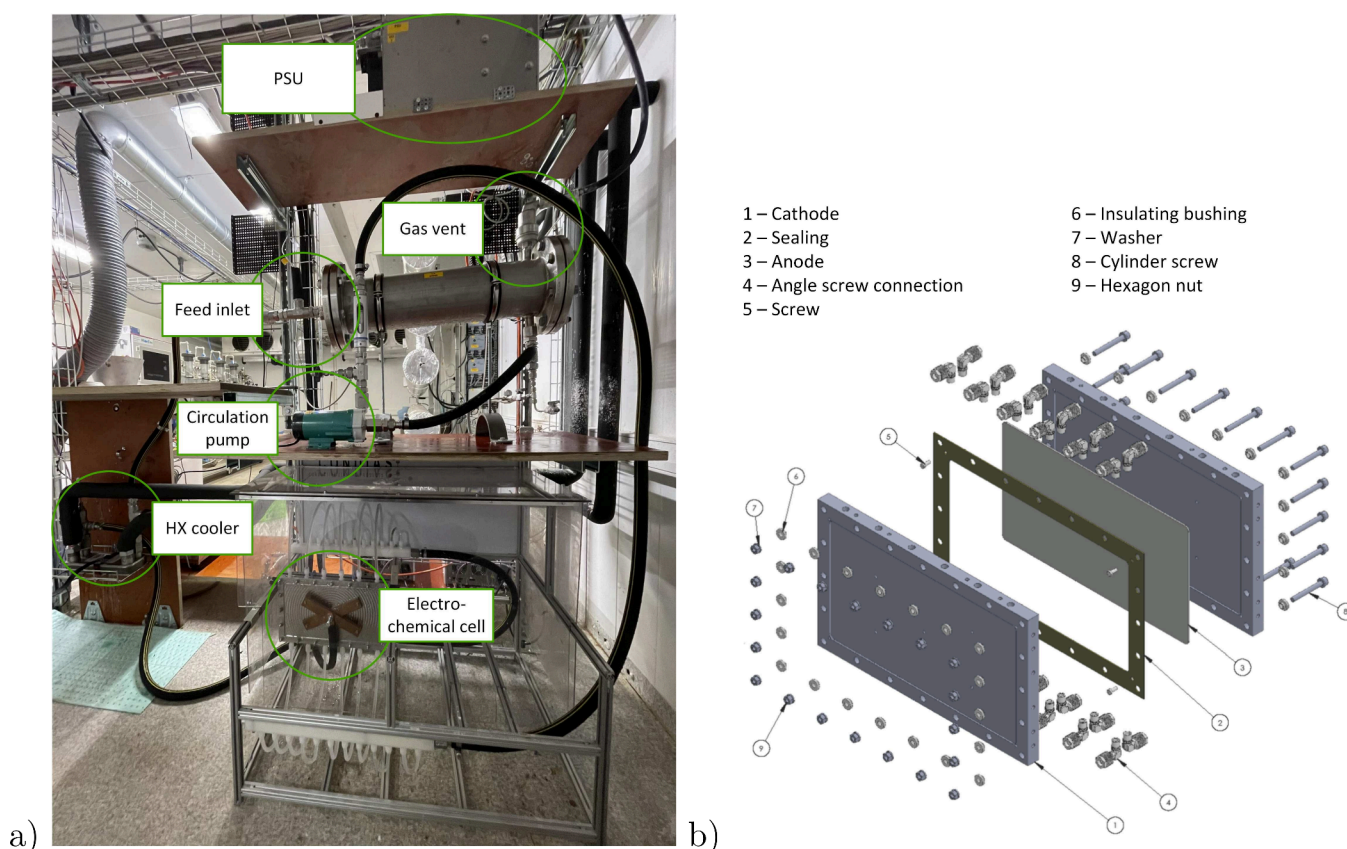 PSU
Gas vent
Feed inlet
Circulation
pump
HX cooler
Electro-
chemical cell
a)
1 – Cathode
2 – Sealing
3 – Anode
4 – Angle screw connection
5 – Screw
6 – Insulating bushing
7 – Washer
8 – Cylinder screw
9 – Hexagon nut
5
6
7
8
3
2
9
4
1
b)